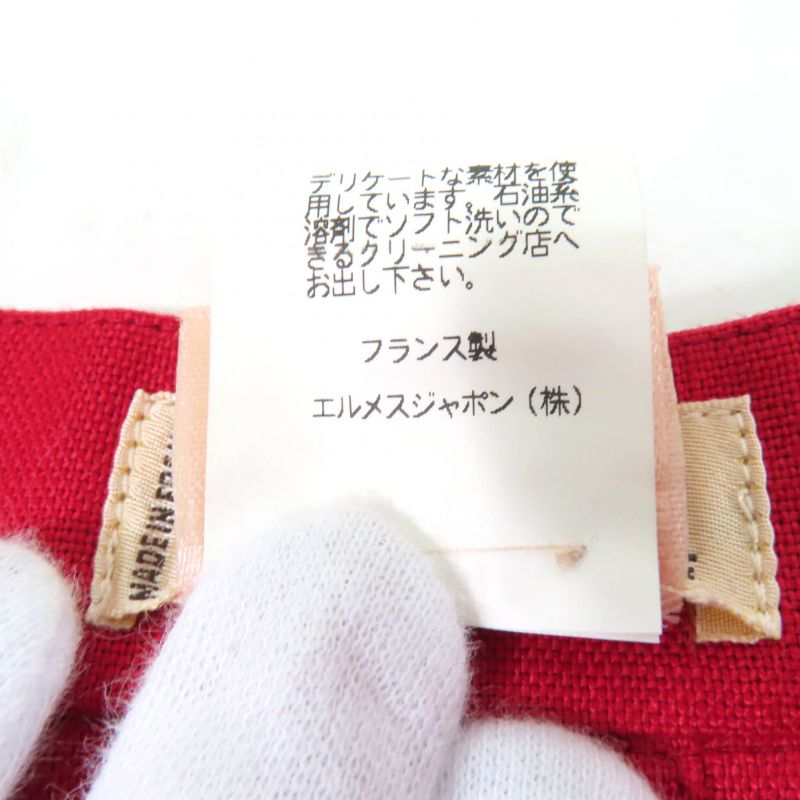 デリケートな素材を使
用しています。石油系
溶剤でソフト洗いので
きるクリーニング店へ
お出し下さい。
フランス製
エルメスジャポン（株）
MADE IN